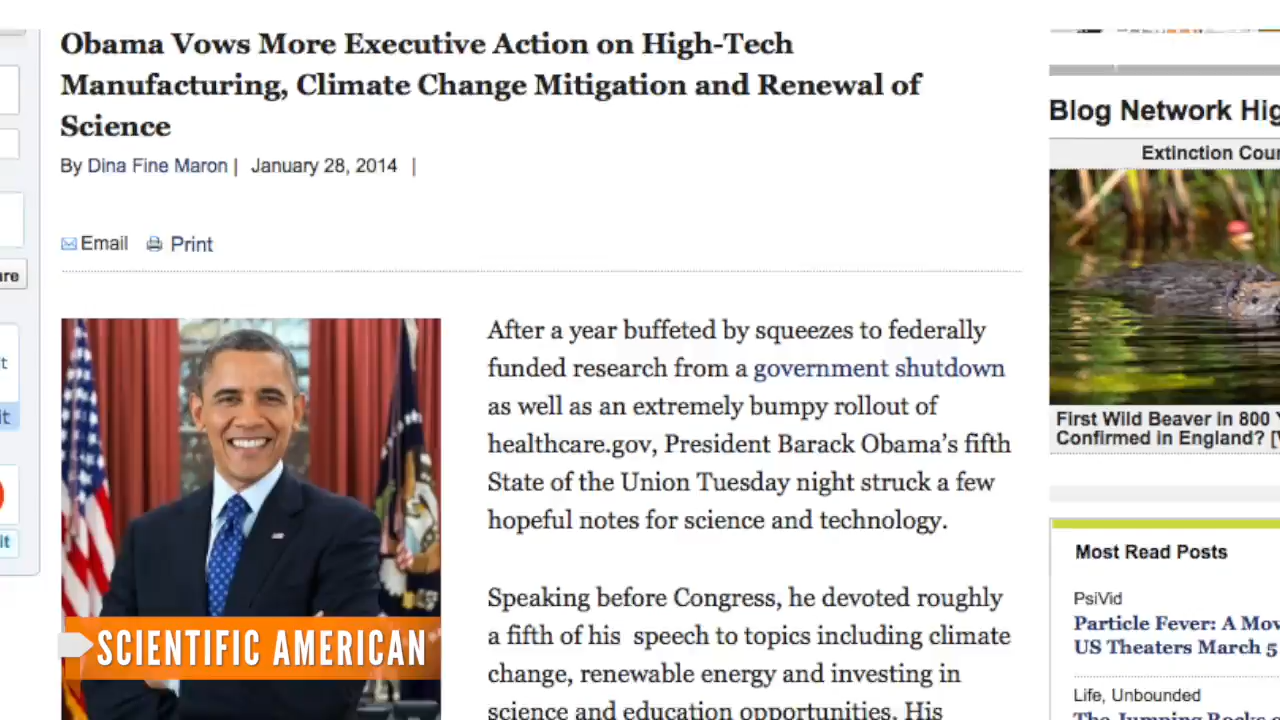 Obama Vows More Executive Action on High-Tech
Manufacturing, Climate Change Mitigation and Renewal of
Science
By Dina Fine Maron | January 28, 2014 |
Email Print
After a year buffeted by squeezes to federally
funded research from a government shutdown
as well as an extremely bumpy rollout of
healthcare.gov, President Barack Obama’s fifth
State of the Union Tuesday night struck a few
hopeful notes for science and technology.
Speaking before Congress, he devoted roughly
a fifth of his speech to topics including climate
change, renewable energy and investing in
science and education opportunities. His
SCIENTIFIC AMERICAN
Blog Network
Extinction
First Wild Beaver in 800
Confirmed in England?
Most Read Posts
PsiVid
Particle Fever: A
US Theaters March 5
Life, Unbounded
The Jumping Rocks